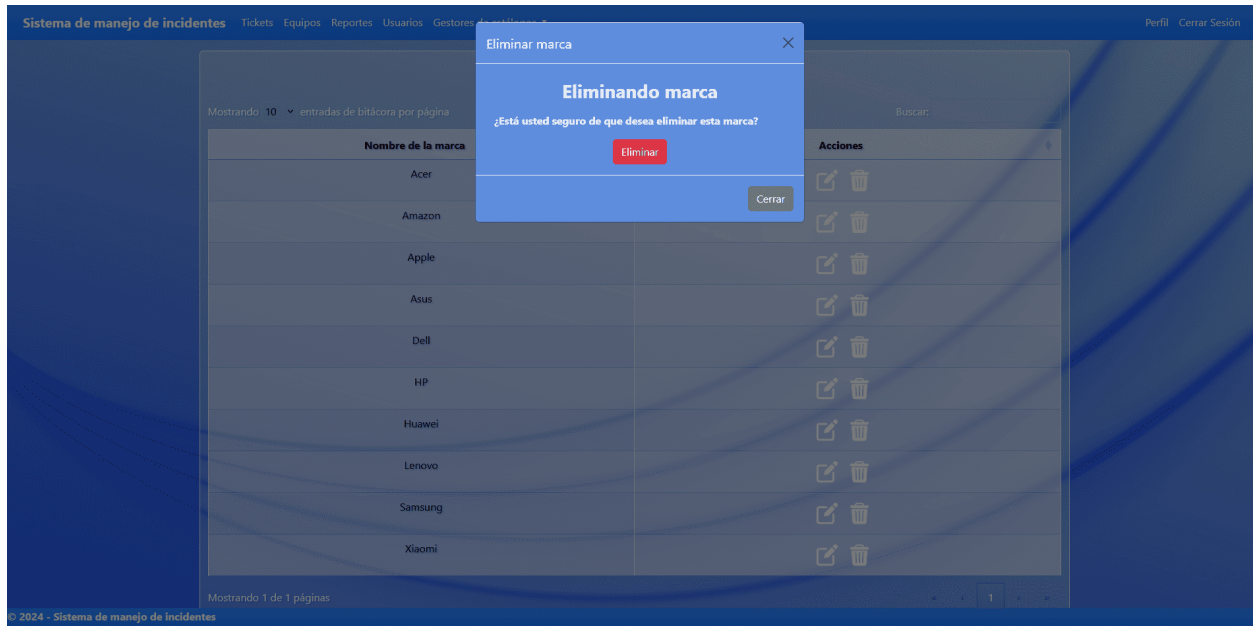 Sistema de manejo de incidentes Tickets Equipos Reportes Usuarios Gestores de catálogos Perfil Cerrar Sesión
Eliminar marca
Eliminando marca
¿Está usted seguro de que desea eliminar esta marca?
Eliminar
Cerrar
Mostrando 10 entradas de bitácora por página Buscar:
Nombre de la marca Acciones
Acer
Amazon
Apple
Asus
Dell
HP
Huawei
Lenovo
Samsung
Xiaomi
Mostrando 1 de 1 páginas « ‹ 1 › »
© 2024 - Sistema de manejo de incidentes